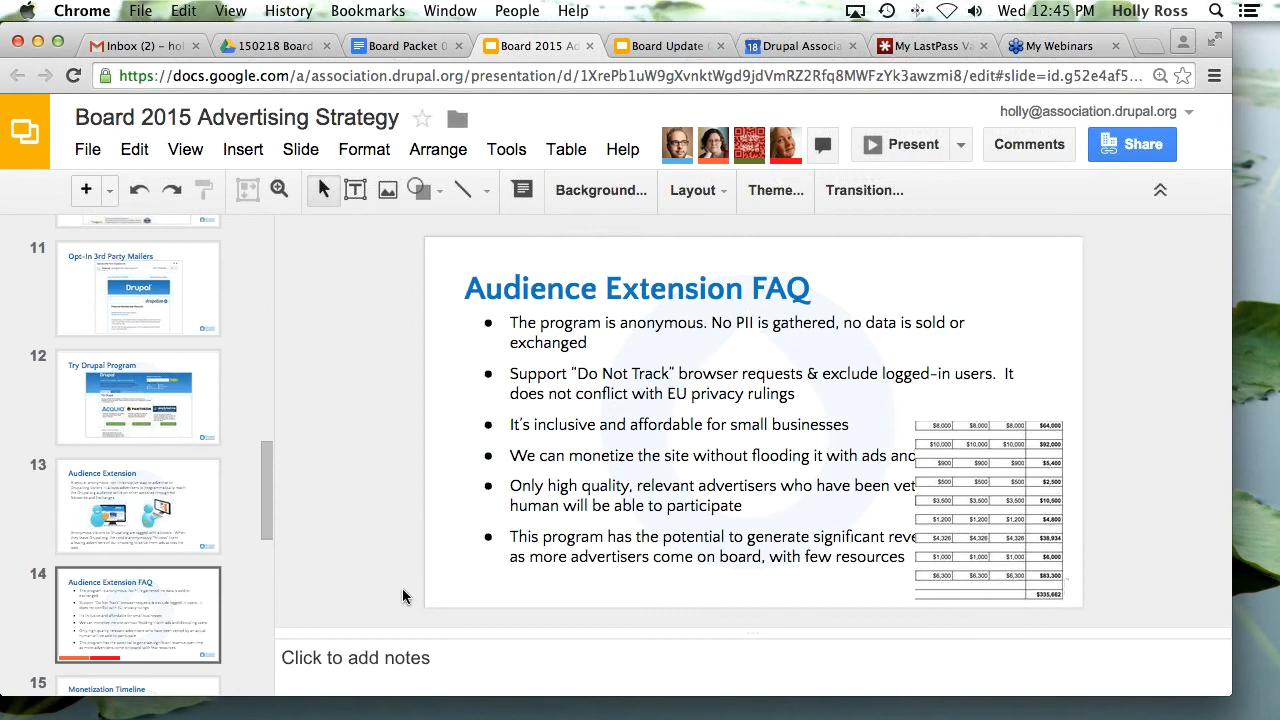 Chrome File Edit View History Bookmarks Window People Help Wed 12:45 PM Holly Ross
Inbox (2) – hol 150218 Board Board Packet 0 Board 2015 Ad Board Update C Drupal Associa My LastPass Va My Webinars
https://docs.google.com/a/association.drupal.org/presentation/d/1XrePb1uW9gXvnktWgd9jdVmRZ2Rfq8MWFzYk3awzmi8/edit#slide=id.g52e4af5...
Board 2015 Advertising Strategy
holly@association.drupal.org
File Edit View Insert Slide Format Arrange Tools Table Help
Present Comments Share
Background... Layout Theme... Transition...
11
Opt-In 3rd Party Mailers
Drupal
12
Try Drupal Program
ACQUIA PANTHEON
13
Audience Extension
14
Audience Extension FAQ
15
Monetization Timeline
Audience Extension FAQ
● The program is anonymous. No PII is gathered, no data is sold or
exchanged
● Support "Do Not Track" browser requests & exclude logged-in users. It
does not conflict with EU privacy rulings
● It's inclusive and affordable for small businesses
● We can monetize the site without flooding it with ads and
● Only high quality, relevant advertisers who have been vet
human will be able to participate
● This program has the potential to generate significant reve
as more advertisers come on board, with few resources
$8,000 $8,000 $8,000 $64,000
$10,000 $10,000 $10,000 $92,000
$900 $900 $900 $5,400
$500 $500 $500 $2,500
$3,500 $3,500 $3,500 $10,500
$1,200 $1,200 $1,200 $4,800
$4,326 $4,326 $4,326 $38,934
$1,000 $1,000 $1,000 $6,000
$6,300 $6,300 $6,300 $83,300
$335,662
Click to add notes